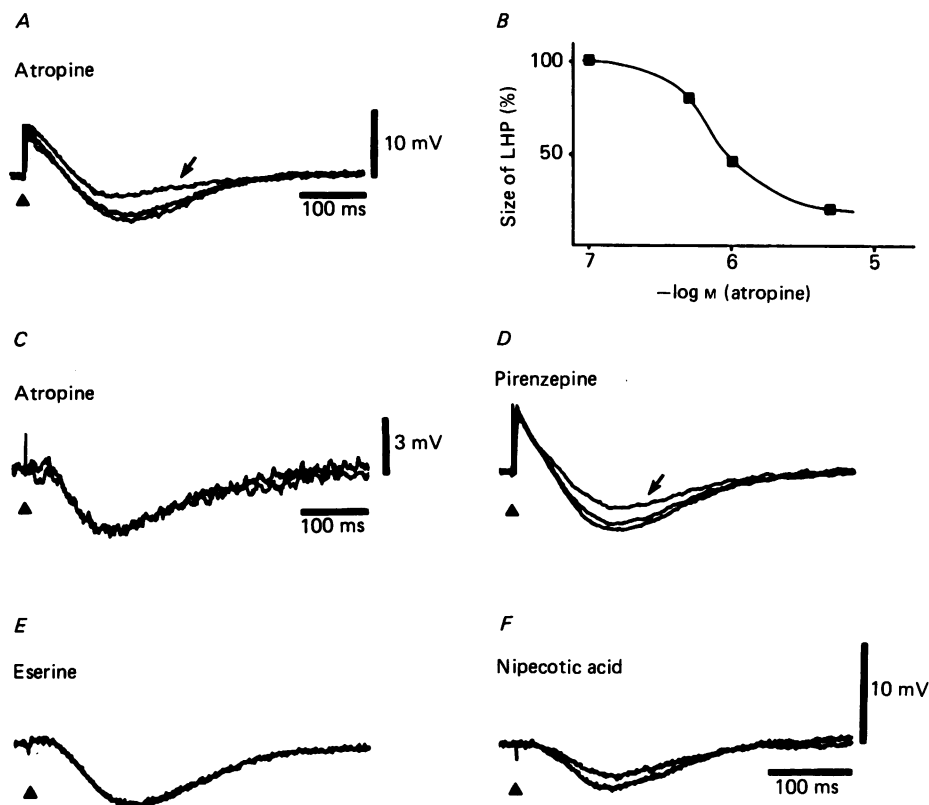 A
Atropine
10 mV
100 ms
B
Size of LHP (%)
100
50
7 6 5
—log M (atropine)
C
Atropine
3 mV
100 ms
D
Pirenzepine
E
Eserine
F
Nipecotic acid
10 mV
100 ms